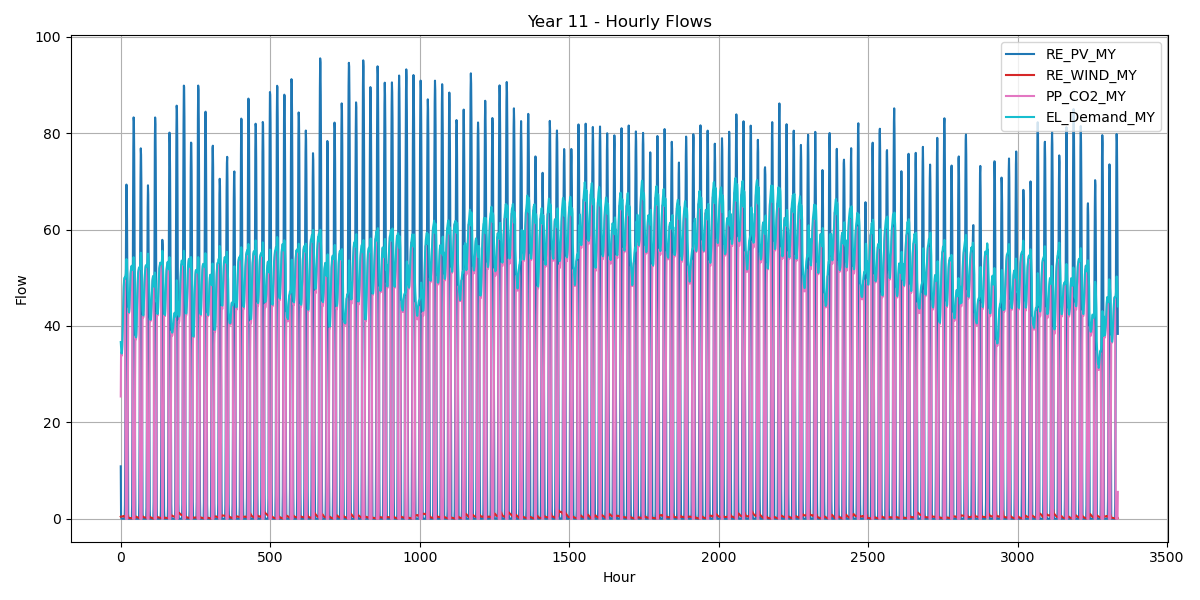 Year 11 - Hourly Flows
100
80
60
40
20
0
Flow
RE_PV_MY
RE_WIND_MY
PP_CO2_MY
EL_Demand_MY
0 500 1000 1500 2000 2500 3000 3500
Hour